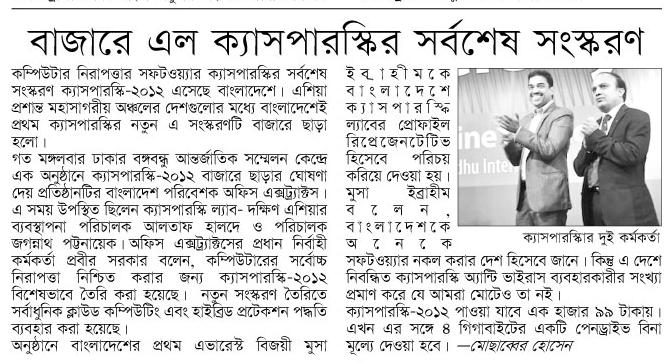 বাজারে এল ক্যাসপারস্কির সর্বশেষ সংস্করণ
কম্পিউটার নিরাপত্তার সফটওয়্যার ক্যাসপারস্কির সর্বশেষ
সংস্করণ ক্যাসপারস্কি-২০১২ এসেছে বাংলাদেশে। এশিয়া
প্রশান্ত মহাসাগরীয় অঞ্চলের দেশগুলোর মধ্যে বাংলাদেশেই
প্রথম ক্যাসপারস্কির নতুন এ সংস্করণটি বাজারে ছাড়া
হলো।
গত মঙ্গলবার ঢাকার বঙ্গবন্ধু আন্তর্জাতিক সম্মেলন কেন্দ্রে
এক অনুষ্ঠানে ক্যাসপারস্কি-২০১২ বাজারে ছাড়ার ঘোষণা
দেয় প্রতিষ্ঠানটির বাংলাদেশ পরিবেশক অফিস এক্সট্র্যাক্টস।
এ সময় উপস্থিত ছিলেন ক্যাসপারস্কি ল্যাব- দক্ষিণ এশিয়ার
ব্যবস্থাপনা পরিচালক আলতাফ হালদে ও পরিচালক
জগন্নাথ পট্টনায়েক। অফিস এক্সট্র্যাক্টসের প্রধান নির্বাহী
কর্মকর্তা প্রবীর সরকার বলেন, কম্পিউটারের সর্বোচ্চ
নিরাপত্তা নিশ্চিত করার জন্য ক্যাসপারস্কি-২০১২
বিশেষভাবে তৈরি করা হয়েছে। নতুন সংস্করণ তৈরিতে
সর্বাধুনিক ক্লাউড কম্পিউটিং এবং হাইব্রিড প্রটেকশন পদ্ধতি
ব্যবহার করা হয়েছে।
অনুষ্ঠানে বাংলাদেশের প্রথম এভারেস্ট বিজয়ী মুসা
ইব্রাহীমকে
বাংলাদেশে
ক্যাসপারস্কি
ল্যাবের প্রোফাইল
রিপ্রেজেনটেটিভ
হিসেবে পরিচয়
করিয়ে দেওয়া হয়।
মুসা ইব্রাহীম
বলেন,
বাংলাদেশকে
অনেকে
সফটওয়্যার নকল করার দেশ হিসেবে জানে। কিন্তু এ দেশে
নিবন্ধিত ক্যাসপারস্কি অ্যান্টি ভাইরাস ব্যবহারকারীর সংখ্যা
প্রমাণ করে যে আমরা মোটেও তা নই।
ক্যাসপারস্কি-২০১২ পাওয়া যাবে এক হাজার ৯৯ টাকায়।
এখন এর সঙ্গে ৪ গিগাবাইটের একটি পেনড্রাইভ বিনা
মূল্যে দেওয়া হবে। —মোছাব্বের হোসেন
ine
dhu Intern
ক্যাসপারস্কির দুই কর্মকর্তা